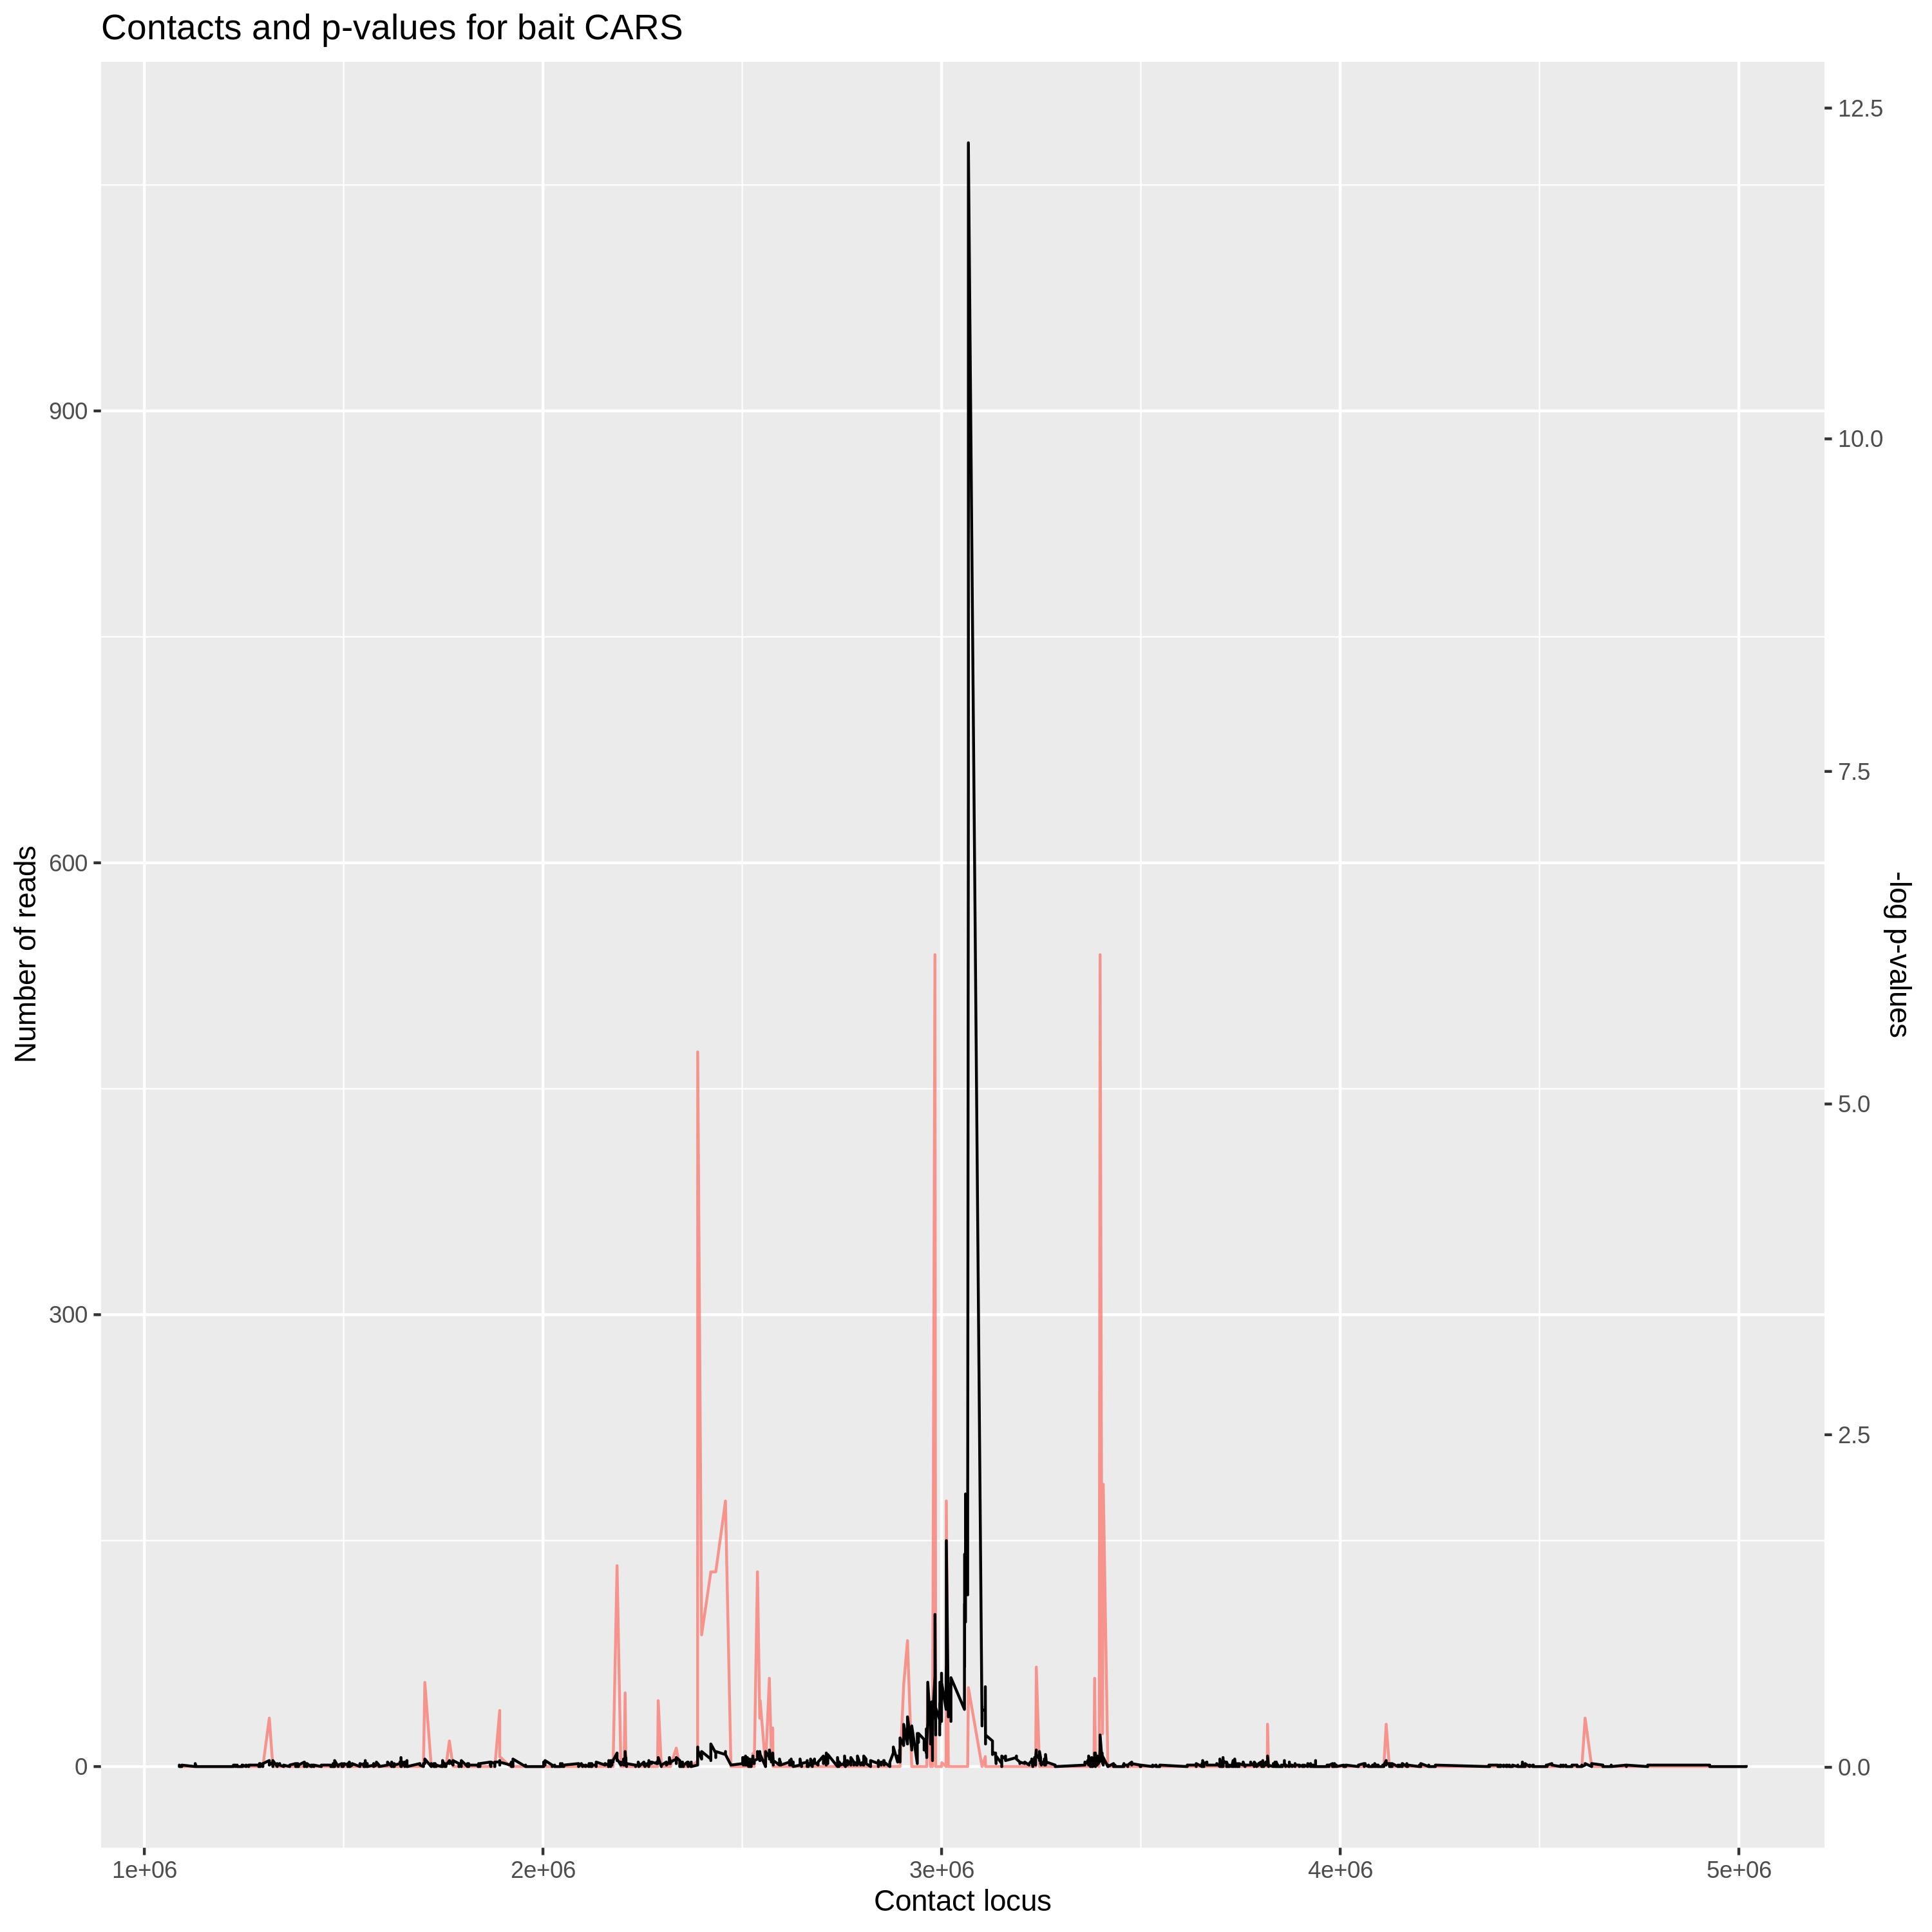 Contacts and p-values for bait CARS
12.5
10.0
7.5
5.0
2.5
0.0
-log p-values
900
600
300
0
Number of reads
1e+06
2e+06
3e+06
4e+06
5e+06
Contact locus